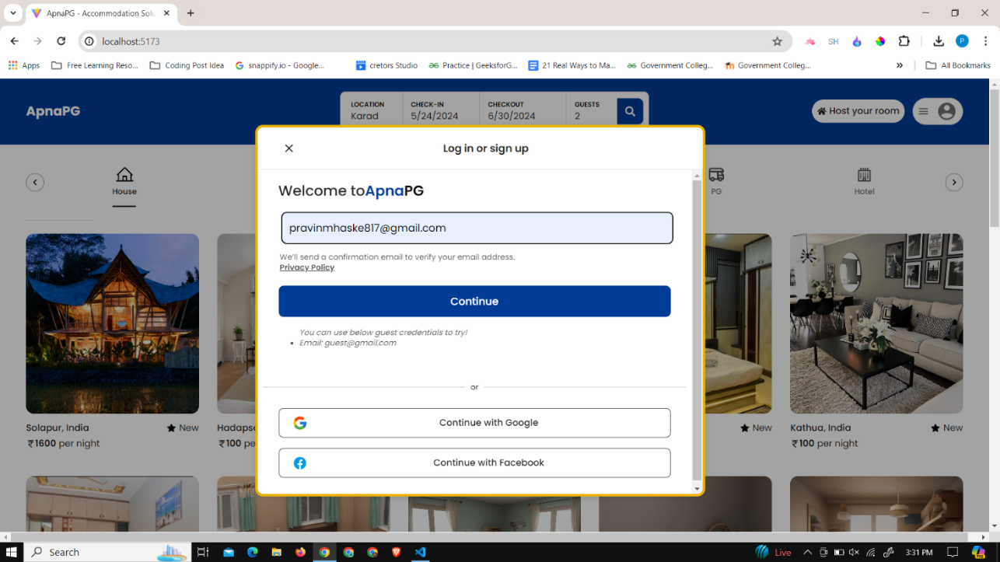 ApnaPG - Accommodation Solu
localhost:5173
SH
P
Apps
Free Learning Reso...
Coding Post Idea
snappify.io - Google...
cretors Studio
Practice | GeeksforG...
21 Real Ways to Ma...
Government Colleg...
Government Colleg...
»
All Bookmarks
ApnaPG
LOCATION
Karad
CHECK-IN
5/24/2024
CHECKOUT
6/30/2024
GUESTS
2
Host your room
Log in or sign up
House
PG
Hotel
Welcome toApnaPG
pravinmhaske817@gmail.com
We'll send a confirmation email to verify your email address.
Privacy Policy
Continue
You can use below guest credentials to try!
• Email: guest@gmail.com
or
Continue with Google
Continue with Facebook
Solapur, India
New
₹1600 per night
Hadaps
₹100 pe
New
Kathua, India
New
₹100 per night
Search
Live
3:31 PM